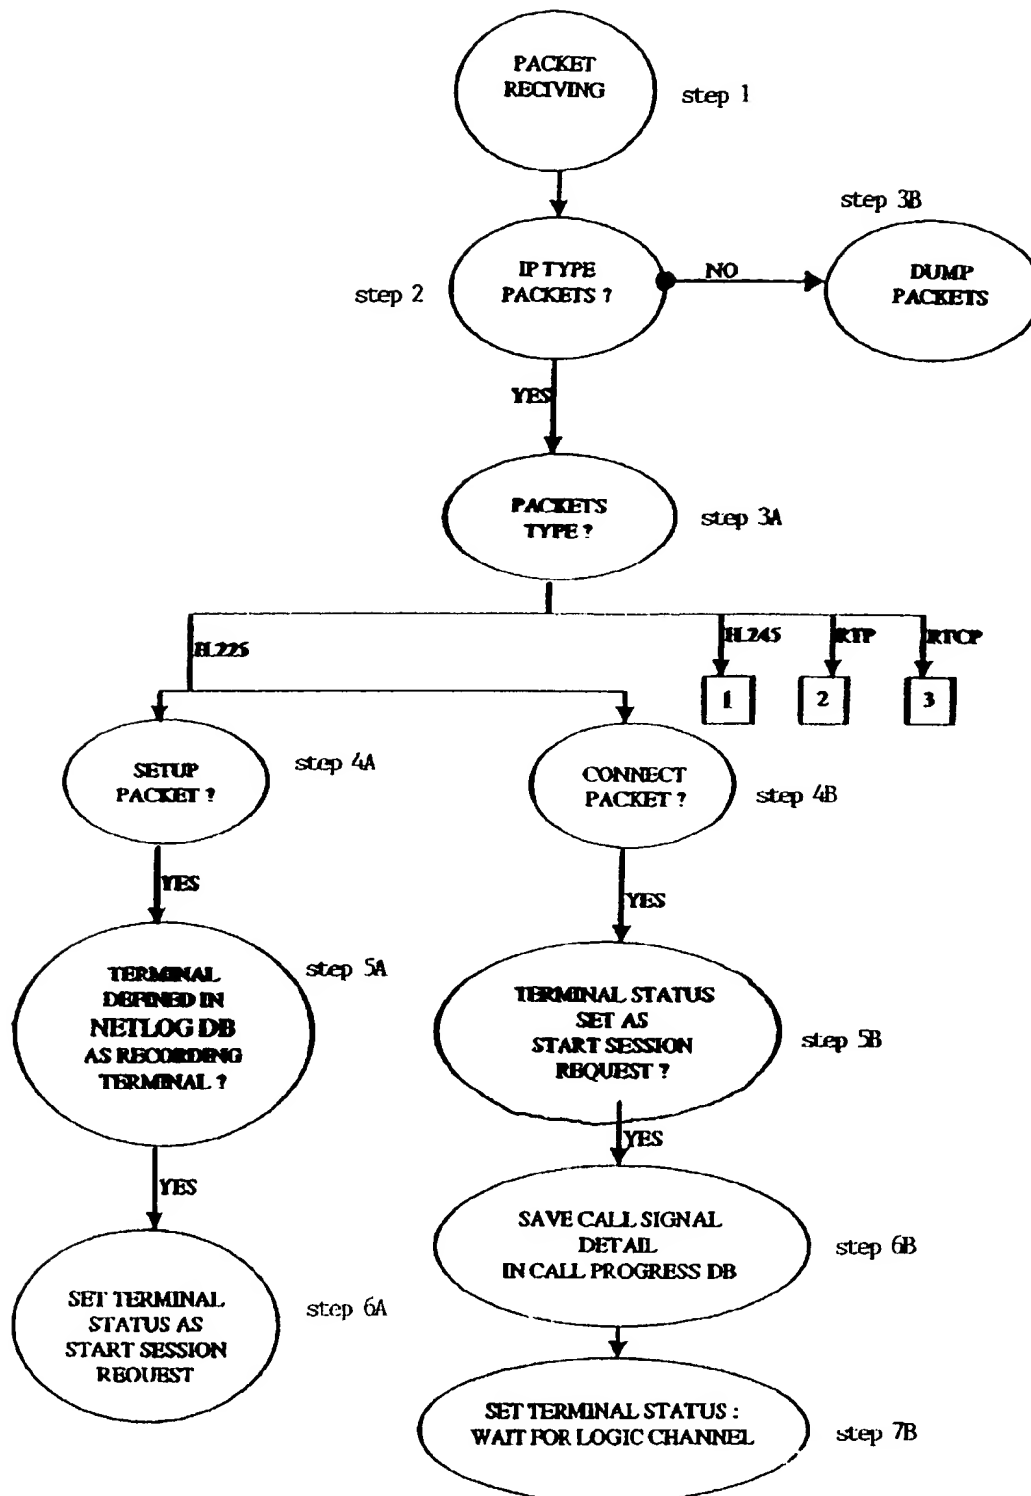 PACKET
RECIVING
step 1
step 3B
IP TYPE
PACKETS ?
step 2
NO
DUMP
PACKETS
YES
PACKETS
TYPE ?
step 3A
H.225
H.245
RTP
RTCP
1
2
3
SETUP
PACKET ?
step 4A
CONNECT
PACKET ?
step 4B
YES
YES
TERMINAL
DEFINED IN
NETLOG DB
AS RECORDING
TERMINAL ?
step 5A
TERMINAL STATUS
SET AS
START SESSION
REQUEST ?
step 5B
YES
YES
SET TERMINAL
STATUS AS
START SESSION
REQUEST
step 6A
SAVE CALL SIGNAL
DETAIL
IN CALL PROGRESS DB
step 6B
SET TERMINAL STATUS :
WAIT FOR LOGIC CHANNEL
step 7B